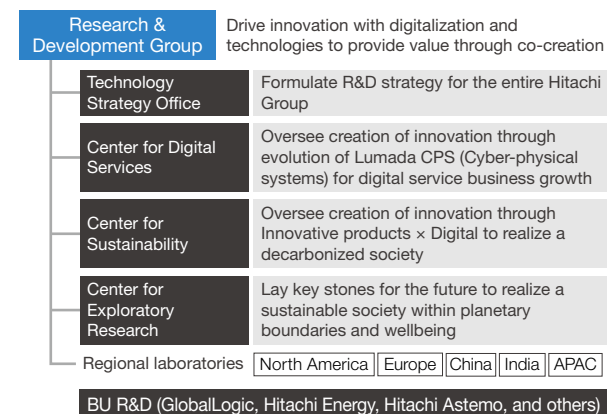 Research &
Development Group
Drive innovation with digitalization and
technologies to provide value through co-creation
Technology
Strategy Office
Formulate R&D strategy for the entire Hitachi
Group
Center for Digital
Services
Oversee creation of innovation through
evolution of Lumada CPS (Cyber-physical
systems) for digital service business growth
Center for
Sustainability
Oversee creation of innovation through
Innovative products × Digital to realize a
decarbonized society
Center for
Exploratory
Research
Lay key stones for the future to realize a
sustainable society within planetary
boundaries and wellbeing
Regional laboratories North America Europe China India APAC
BU R&D (GlobalLogic, Hitachi Energy, Hitachi Astemo, and others)